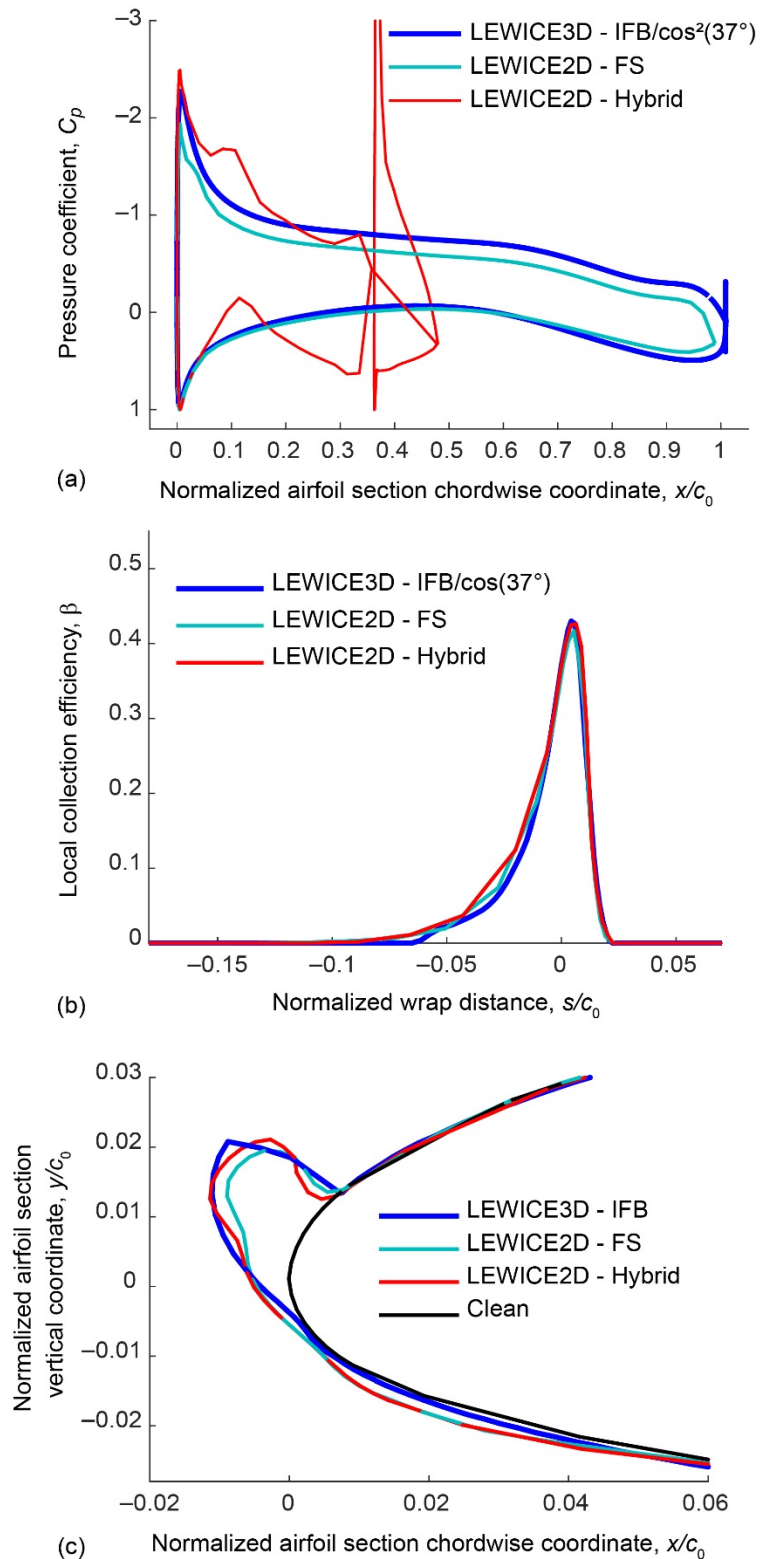 –3
–2
–1
0
1
Pressure coefficient, Cp
LEWICE3D - IFB/cos²(37°)
LEWICE2D - FS
LEWICE2D - Hybrid
0 0.1 0.2 0.3 0.4 0.5 0.6 0.7 0.8 0.9 1
(a) Normalized airfoil section chordwise coordinate, x/c0
0.5
0.4
0.3
0.2
0.1
0
Local collection efficiency, β
LEWICE3D - IFB/cos(37°)
LEWICE2D - FS
LEWICE2D - Hybrid
–0.15 –0.1 –0.05 0 0.05
(b) Normalized wrap distance, s/c0
0.03
0.02
0.01
0
–0.01
–0.02
Normalized airfoil section
vertical coordinate, y/c0
LEWICE3D - IFB
LEWICE2D - FS
LEWICE2D - Hybrid
Clean
–0.02 0 0.02 0.04 0.06
(c) Normalized airfoil section chordwise coordinate, x/c0